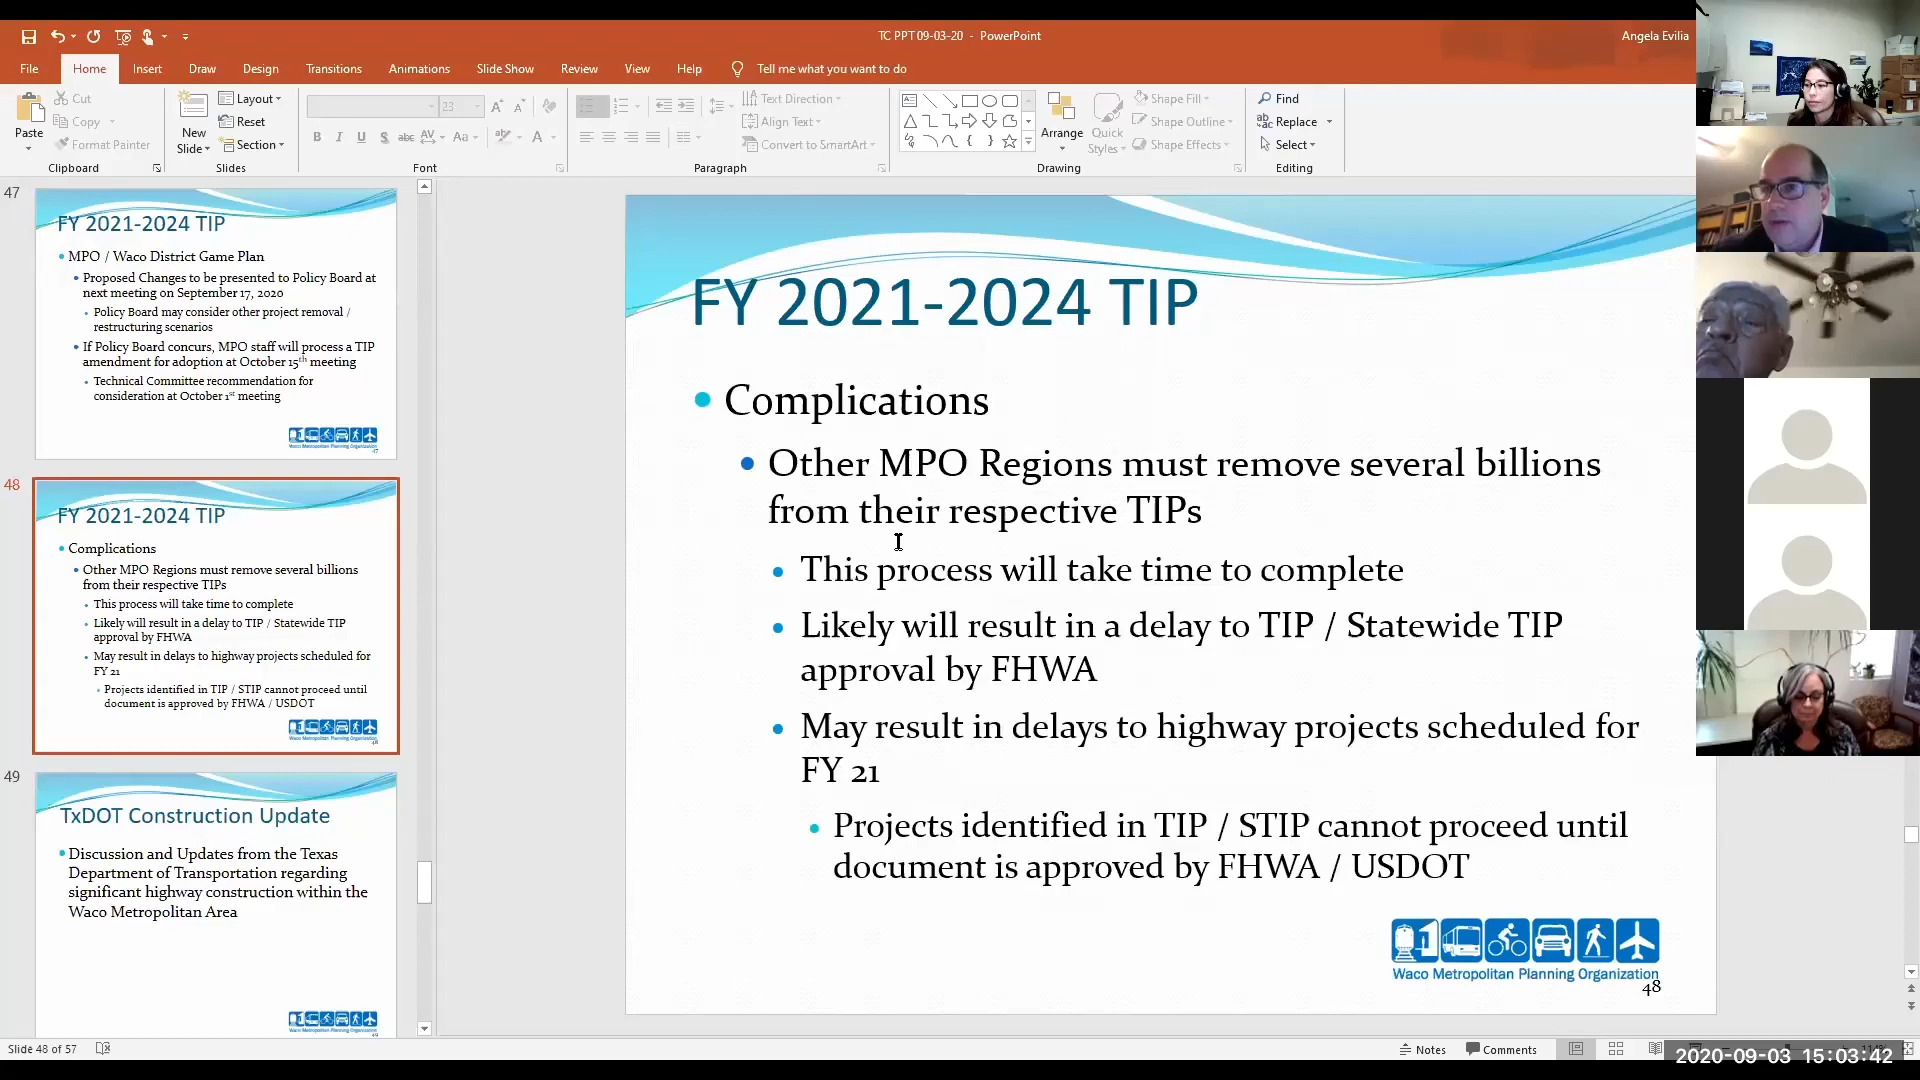 TC PPT 09-03-20 - PowerPoint
Angela Evilia
File Home Insert Draw Design Transitions Animations Slide Show Review View Help Tell me what you want to do
Paste
Cut
Copy
Format Painter
Clipboard
New Slide
Layout
Reset
Section
Slides
23
B I U S abc AV Aa A
Font
Text Direction
Align Text
Convert to SmartArt
Paragraph
Arrange
Quick Styles
Shape Fill
Shape Outline
Shape Effects
Drawing
Find
Replace
Select
Editing
47
FY 2021-2024 TIP
MPO / Waco District Game Plan
Proposed Changes to be presented to Policy Board at
next meeting on September 17, 2020
Policy Board may consider other project removal /
restructuring scenarios
If Policy Board concurs, MPO staff will process a TIP
amendment for adoption at October 15th meeting
Technical Committee recommendation for
consideration at October 1st meeting
Waco Metropolitan Planning Organization
47
48
FY 2021-2024 TIP
Complications
Other MPO Regions must remove several billions
from their respective TIPs
This process will take time to complete
Likely will result in a delay to TIP / Statewide TIP
approval by FHWA
May result in delays to highway projects scheduled for
FY 21
Projects identified in TIP / STIP cannot proceed until
document is approved by FHWA / USDOT
Waco Metropolitan Planning Organization
48
49
TxDOT Construction Update
Discussion and Updates from the Texas
Department of Transportation regarding
significant highway construction within the
Waco Metropolitan Area
Waco Metropolitan Planning Organization
49
FY 2021-2024 TIP
Complications
Other MPO Regions must remove several billions
from their respective TIPs
This process will take time to complete
Likely will result in a delay to TIP / Statewide TIP
approval by FHWA
May result in delays to highway projects scheduled for
FY 21
Projects identified in TIP / STIP cannot proceed until
document is approved by FHWA / USDOT
Waco Metropolitan Planning Organization
48
Slide 48 of 57
Notes
Comments
2020-09-03 15:03:42